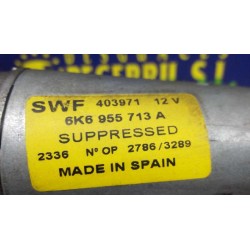 SWF 403971 12 V
6K6 955 713 A
SUPPRESSED
2336 Nº OP 2786/3289
MADE IN SPAIN